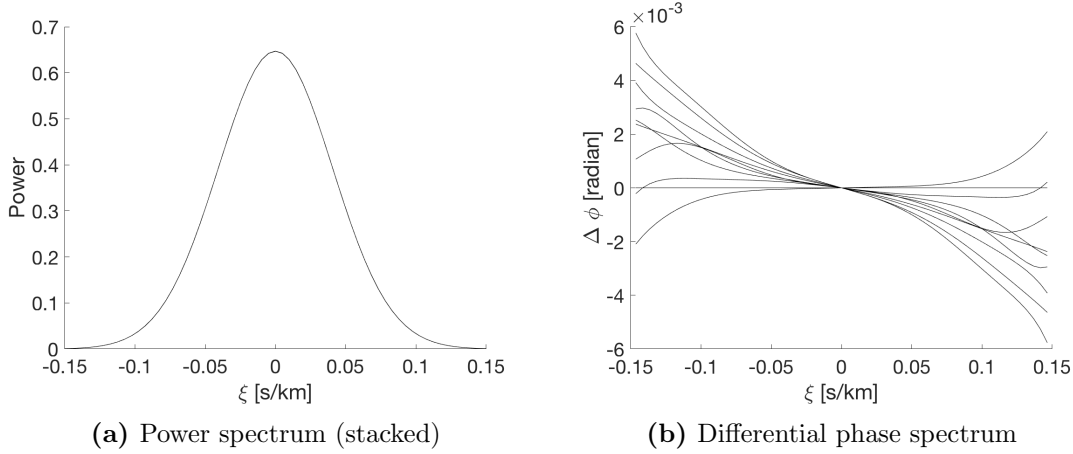 0.7
0.6
0.5
0.4
0.3
0.2
0.1
0
Power
-0.15 -0.1 -0.05 0 0.05 0.1 0.15
ξ [s/km]
(a) Power spectrum (stacked)
×10⁻³
6
4
2
0
-2
-4
-6
Δ ϕ [radian]
-0.15 -0.1 -0.05 0 0.05 0.1 0.15
ξ [s/km]
(b) Differential phase spectrum